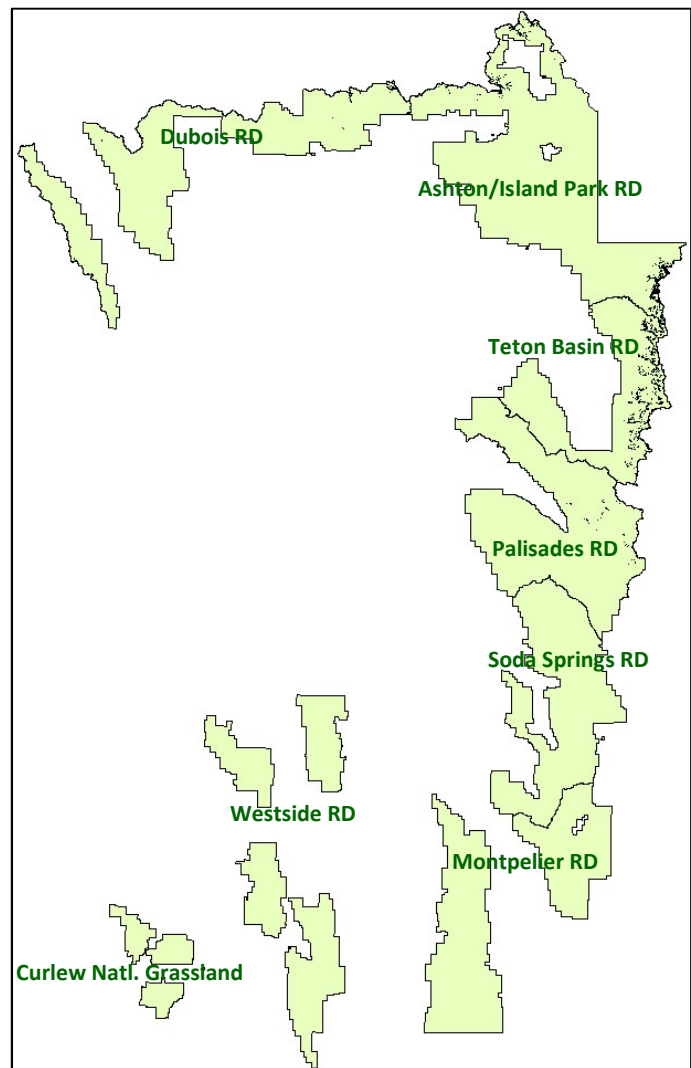 Dubois RD
Ashton/Island Park RD
Teton Basin RD
Palisades RD
Soda Springs RD
Westside RD
Montpelier RD
Curlew Natl. Grassland